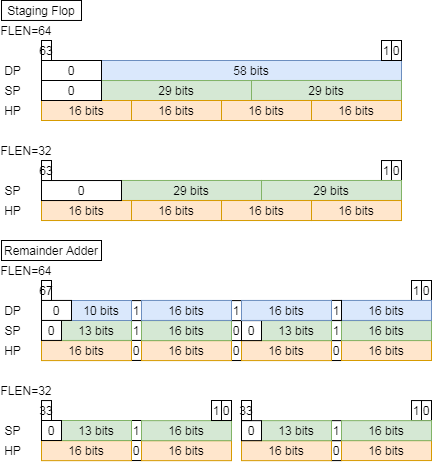 Staging Flop
FLEN=64
63 1 0
DP 0 58 bits
SP 0 29 bits 29 bits
HP 16 bits 16 bits 16 bits 16 bits
FLEN=32
63 1 0
SP 0 29 bits 29 bits
HP 16 bits 16 bits 16 bits 16 bits
Remainder Adder
FLEN=64
67 1 0
DP 0 10 bits 1 16 bits 1 16 bits 1 16 bits
SP 0 13 bits 1 16 bits 0 0 13 bits 1 16 bits
HP 16 bits 0 16 bits 0 16 bits 0 16 bits
FLEN=32
33 1 0 33 1 0
SP 0 13 bits 1 16 bits 0 13 bits 1 16 bits
HP 16 bits 0 16 bits 16 bits 0 16 bits